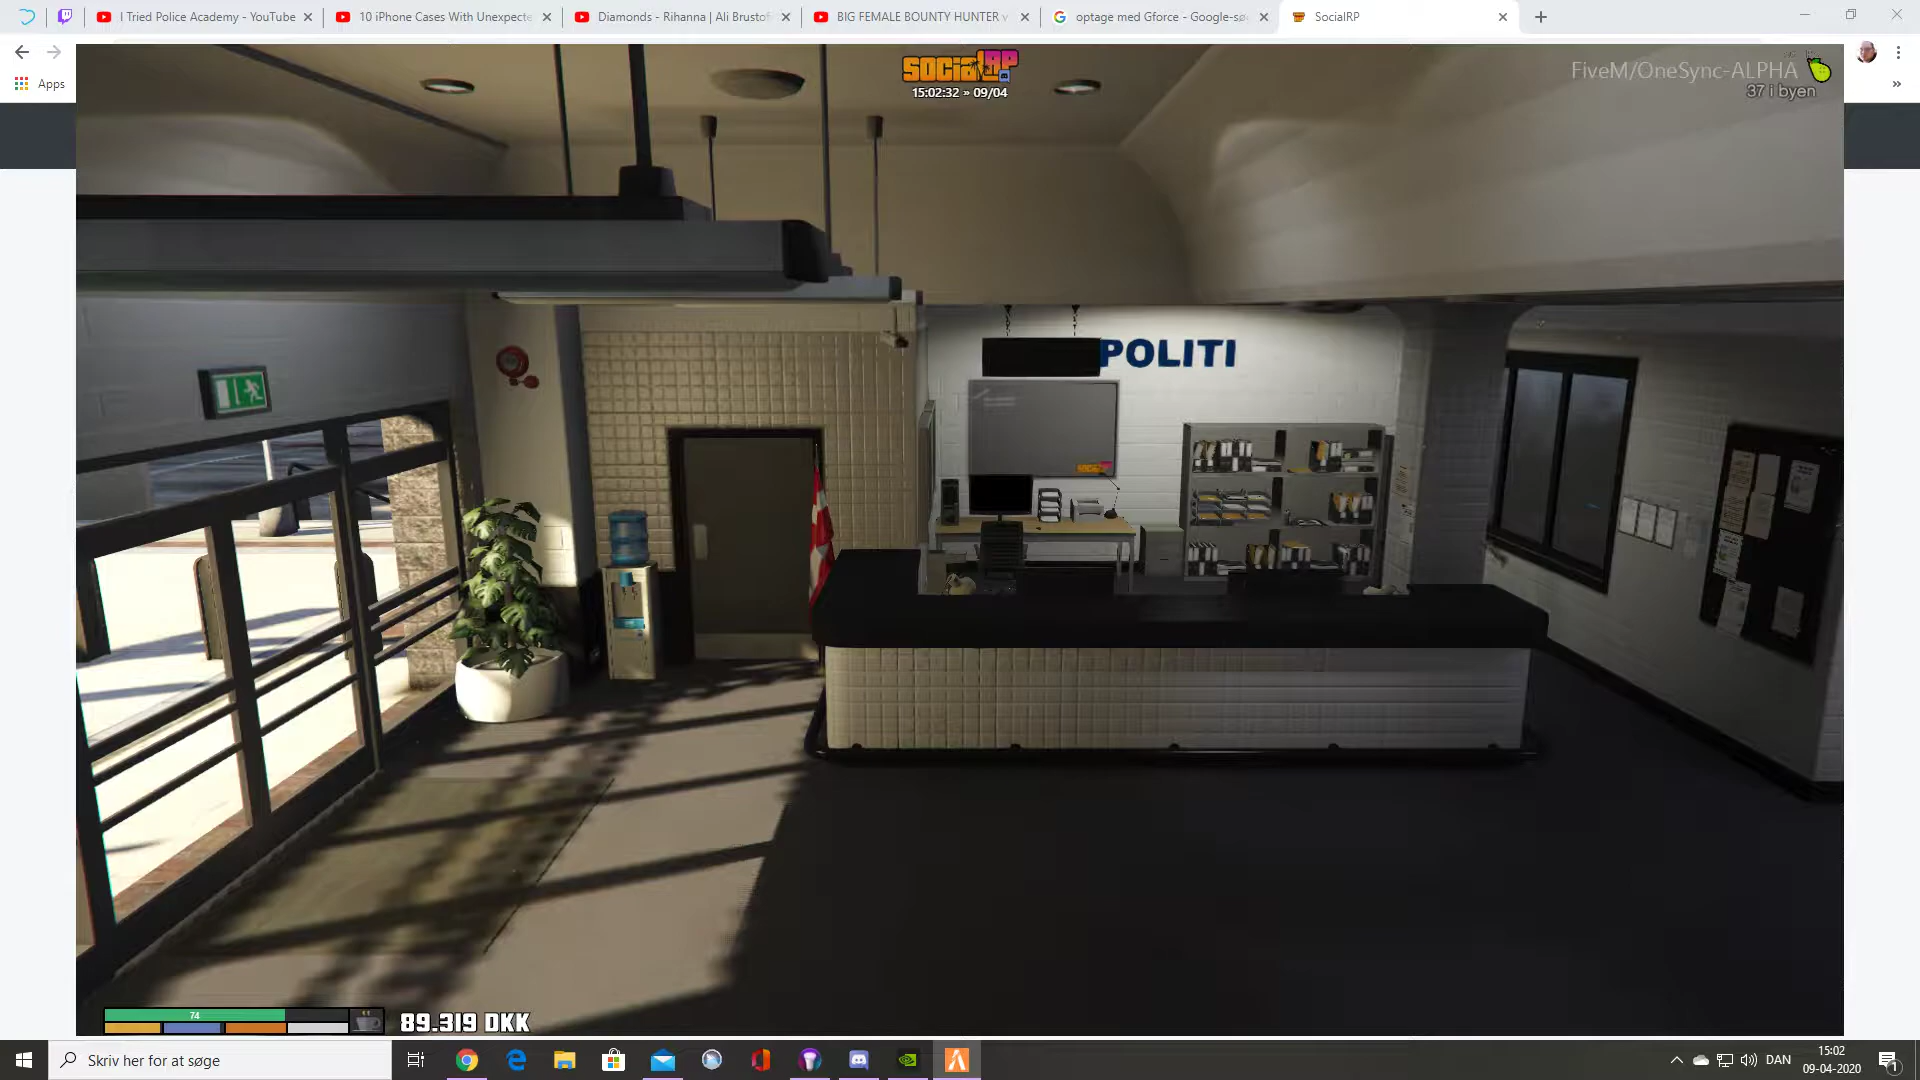 I Tried Police Academy - YouTube
10 iPhone Cases With Unexpecte
Diamonds - Rihanna | Ali Brustof
BIG FEMALE BOUNTY HUNTER v
optage med Gforce - Google-sø
SocialRP
Apps
SOCIALRP
15:02:32 » 09/04
FiveM/OneSync-ALPHA
37 i byen
POLITI
74
89.319 DKK
Skriv her for at søge
DAN
15:02
09-04-2020
1